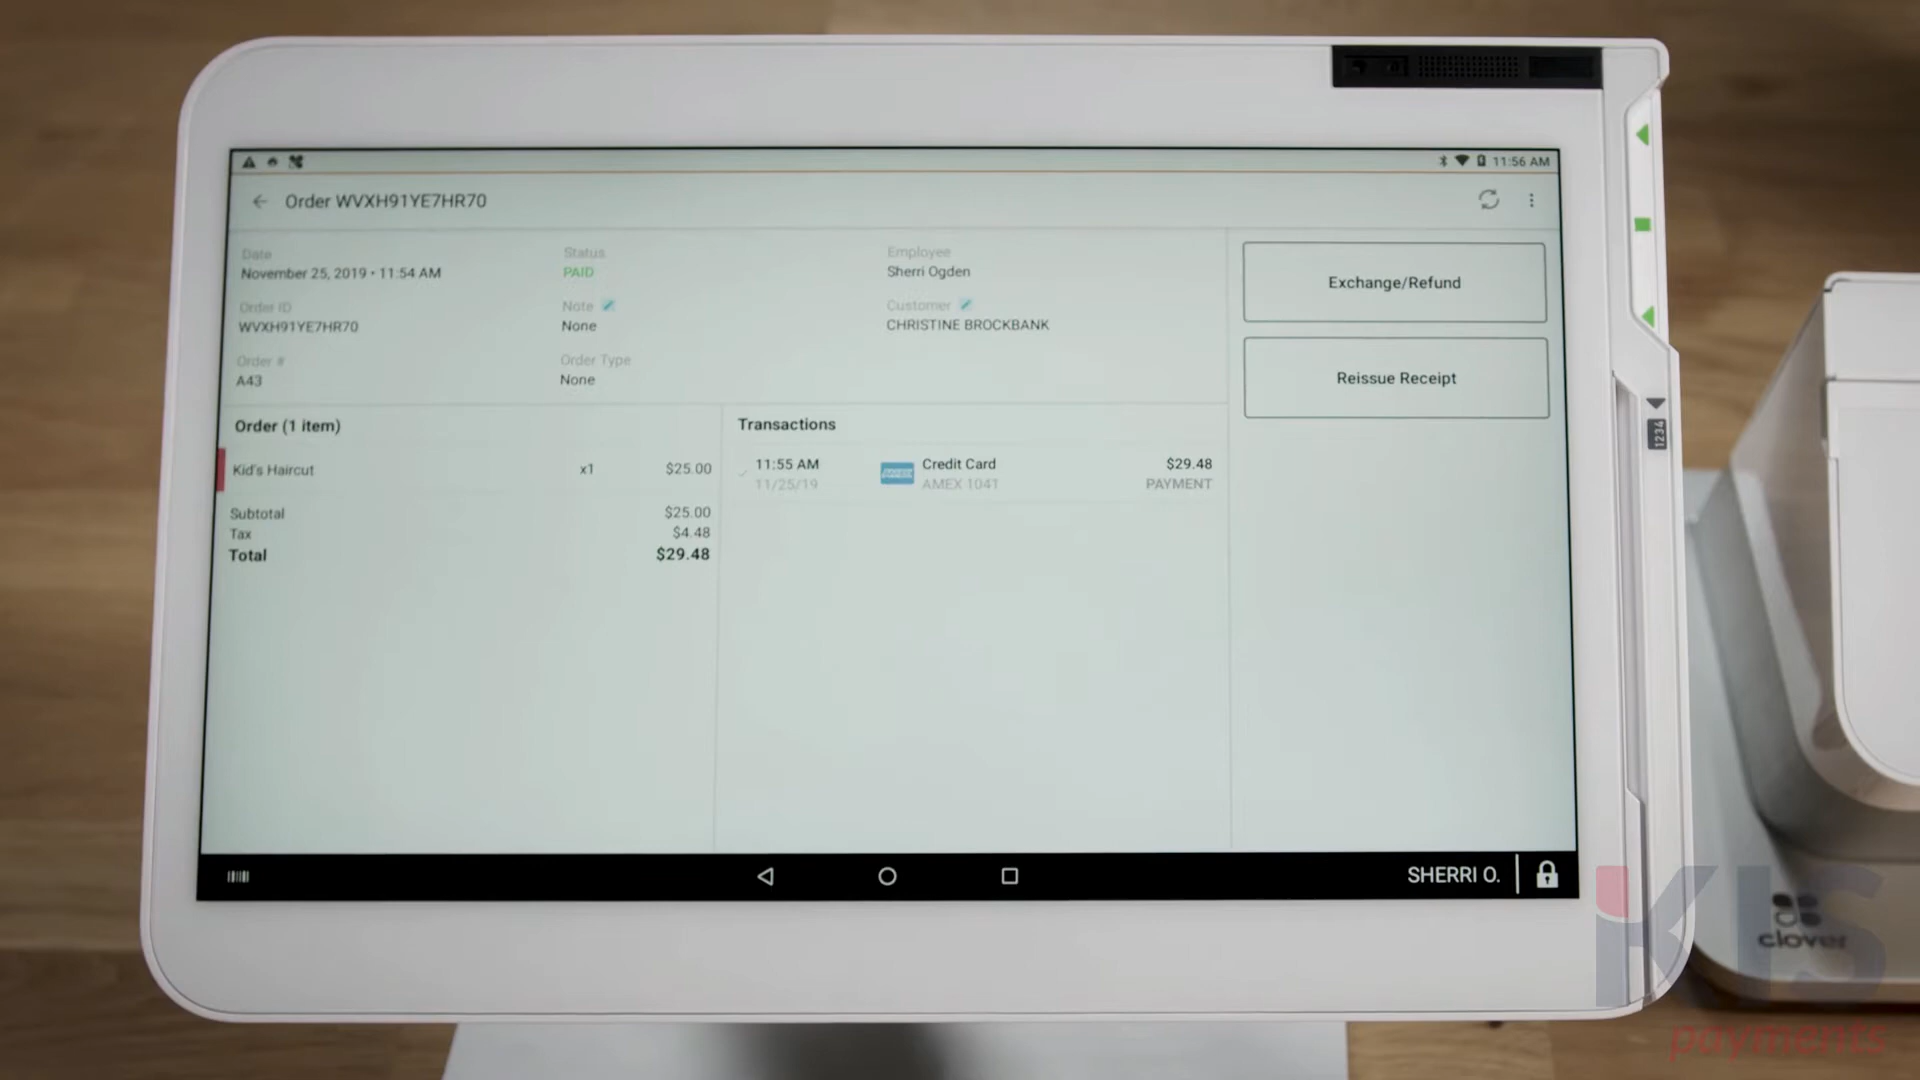 11:56 AM
Order WVXH91YE7HR70
Date
November 25, 2019 • 11:54 AM
Status
PAID
Employee
Sherri Ogden
Order ID
WVXH91YE7HR70
Note
None
Customer
CHRISTINE BROCKBANK
Order #
A43
Order Type
None
Exchange/Refund
Reissue Receipt
Order (1 item)
Kid's Haircut x1 $25.00
Subtotal $25.00
Tax $4.48
Total $29.48
Transactions
11:55 AM Credit Card $29.48
11/25/19 AMEX 1041 PAYMENT
1234
SHERRI O.
clover
KIS
payments